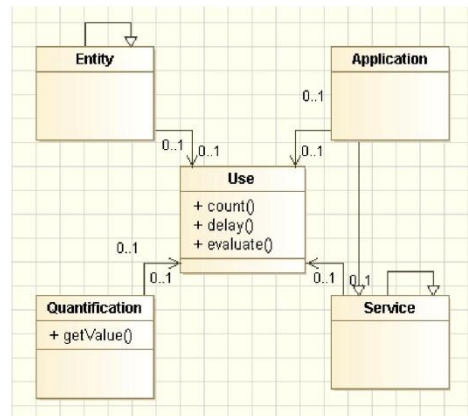 Entity
Application
0..1
0..1
0..1
0..1
Use
+ count()
+ delay()
+ evaluate()
0..1
0..1
0..1
0..1
Quantification
+ getValue()
Service